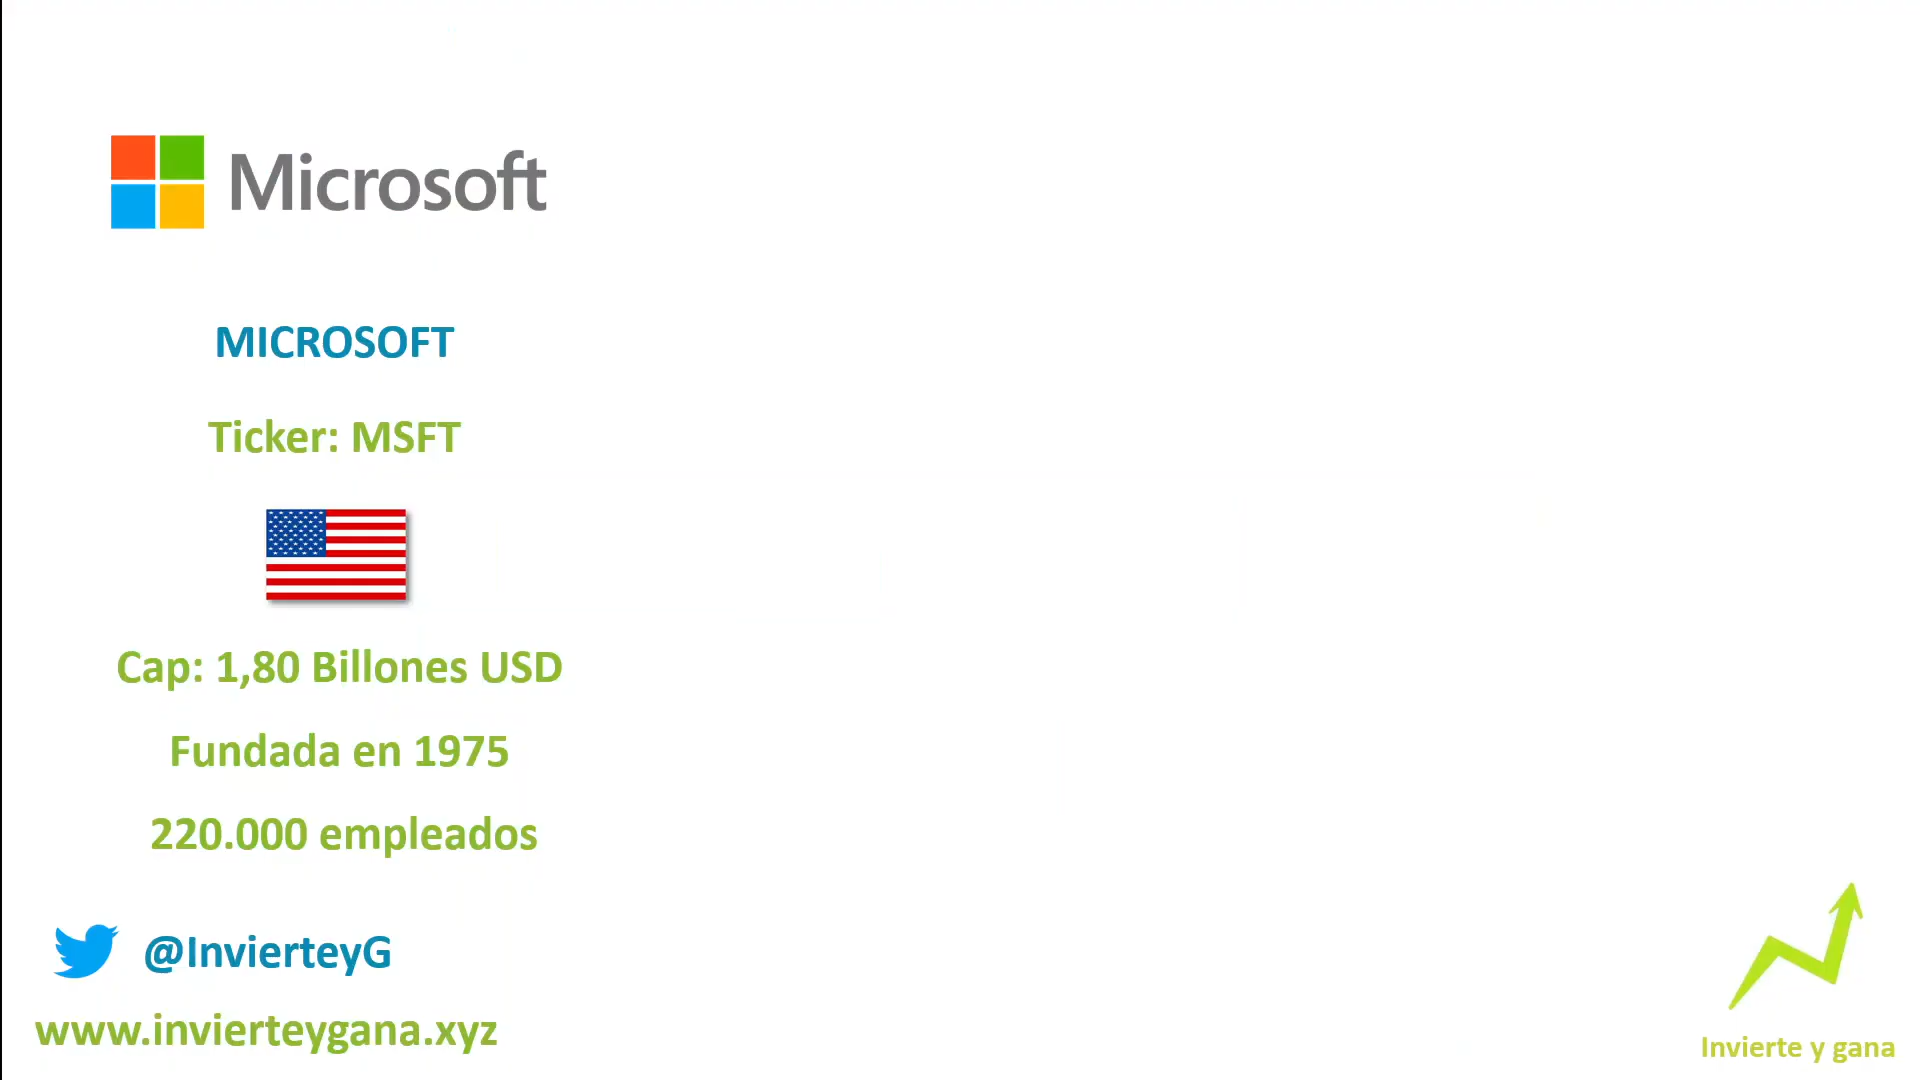 Microsoft
MICROSOFT
Ticker: MSFT
Cap: 1,80 Billones USD
Fundada en 1975
220.000 empleados
@InvierteyG
www.invierteygana.xyz
Invierte y gana